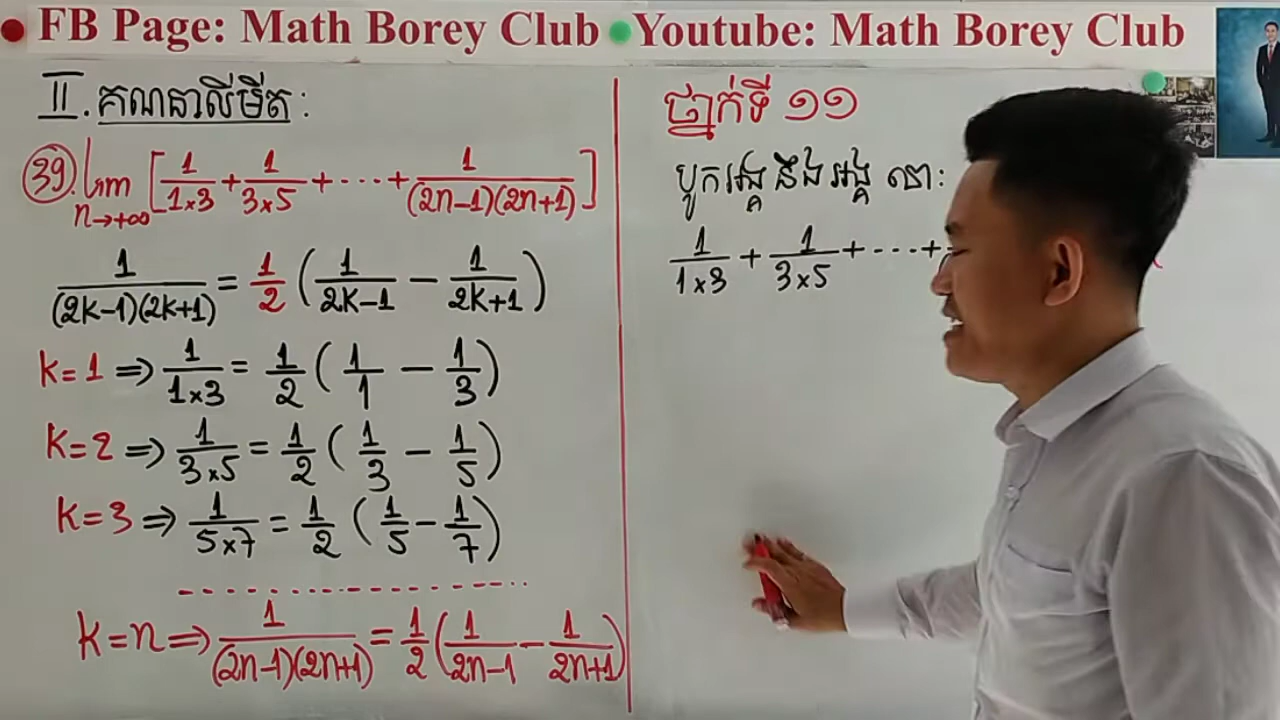 FB Page: Math Borey Club Youtube: Math Borey Club
II. គណនាលីមីត :
39. lim n→+∞ [1/(1×3) + 1/(3×5) + ... + 1/((2n-1)(2n+1))]
1/((2k-1)(2k+1)) = 1/2 (1/(2k-1) - 1/(2k+1))
k=1 ⇒ 1/(1×3) = 1/2 (1/1 - 1/3)
k=2 ⇒ 1/(3×5) = 1/2 (1/3 - 1/5)
k=3 ⇒ 1/(5×7) = 1/2 (1/5 - 1/7)
k=n ⇒ 1/((2n-1)(2n+1)) = 1/2 (1/(2n-1) - 1/(2n+1))
ថ្នាក់ទី ១១
បូកអង្គ នឹង អង្គ គេបាន:
1/(1×3) + 1/(3×5) + ... +